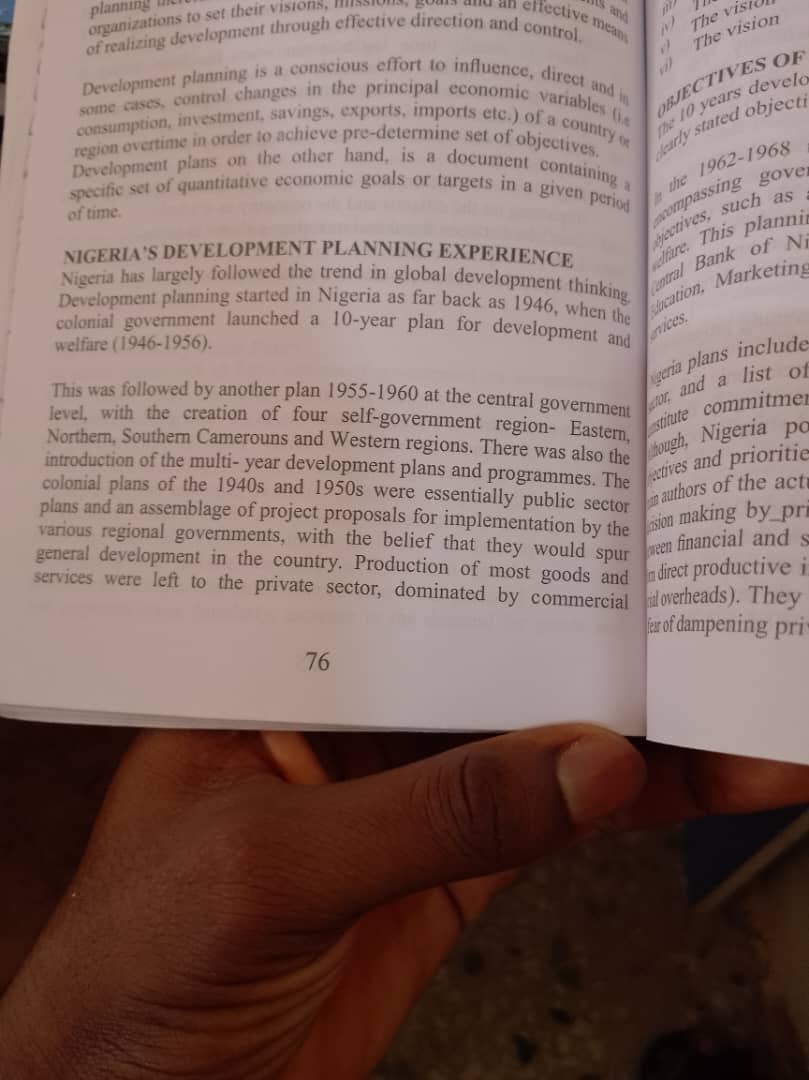 planning
organizations to set their visions, missions, goals and an effective means
of realizing development through effective direction and control.
Development planning is a conscious effort to influence, direct and in
some cases, control changes in the principal economic variables (i.e
consumption, investment, savings, exports, imports etc.) of a country or
region overtime in order to achieve pre-determine set of objectives.
Development plans on the other hand, is a document containing a
specific set of quantitative economic goals or targets in a given period
of time.
NIGERIA'S DEVELOPMENT PLANNING EXPERIENCE
Nigeria has largely followed the trend in global development thinking.
Development planning started in Nigeria as far back as 1946, when the
colonial government launched a 10-year plan for development and
welfare (1946-1956).
This was followed by another plan 1955-1960 at the central government
level, with the creation of four self-government region- Eastern,
Northern, Southern Camerouns and Western regions. There was also the
introduction of the multi- year development plans and programmes. The
colonial plans of the 1940s and 1950s were essentially public sector
plans and an assemblage of project proposals for implementation by the
various regional governments, with the belief that they would spur
general development in the country. Production of most goods and
services were left to the private sector, dominated by commercial
76
iv) The vision
v) The vision
vi)
OBJECTIVES OF
The 10 years develo
clearly stated objecti
In the 1962-1968
encompassing gover
objectives, such as
welfare. This plannin
Central Bank of Ni
Education, Marketing
services.
Nigeria plans include
sector, and a list of
constitute commitmen
though, Nigeria po
objectives and prioritie
authors of the actu
decision making by_pri
between financial and s
direct productive i
overheads). They
fear of dampening pri